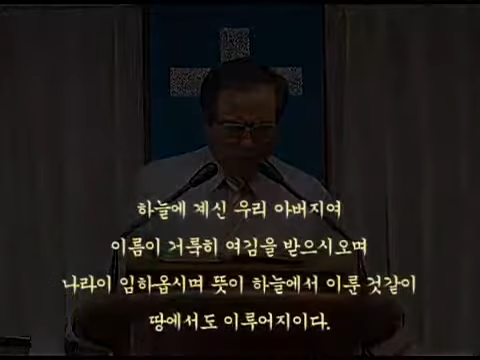 하늘에 계신 우리 아버지여
이름이 거룩히 여김을 받으시오며
나라이 임하옵시며 뜻이 하늘에서 이룬 것같이
땅에서도 이루어지이다.